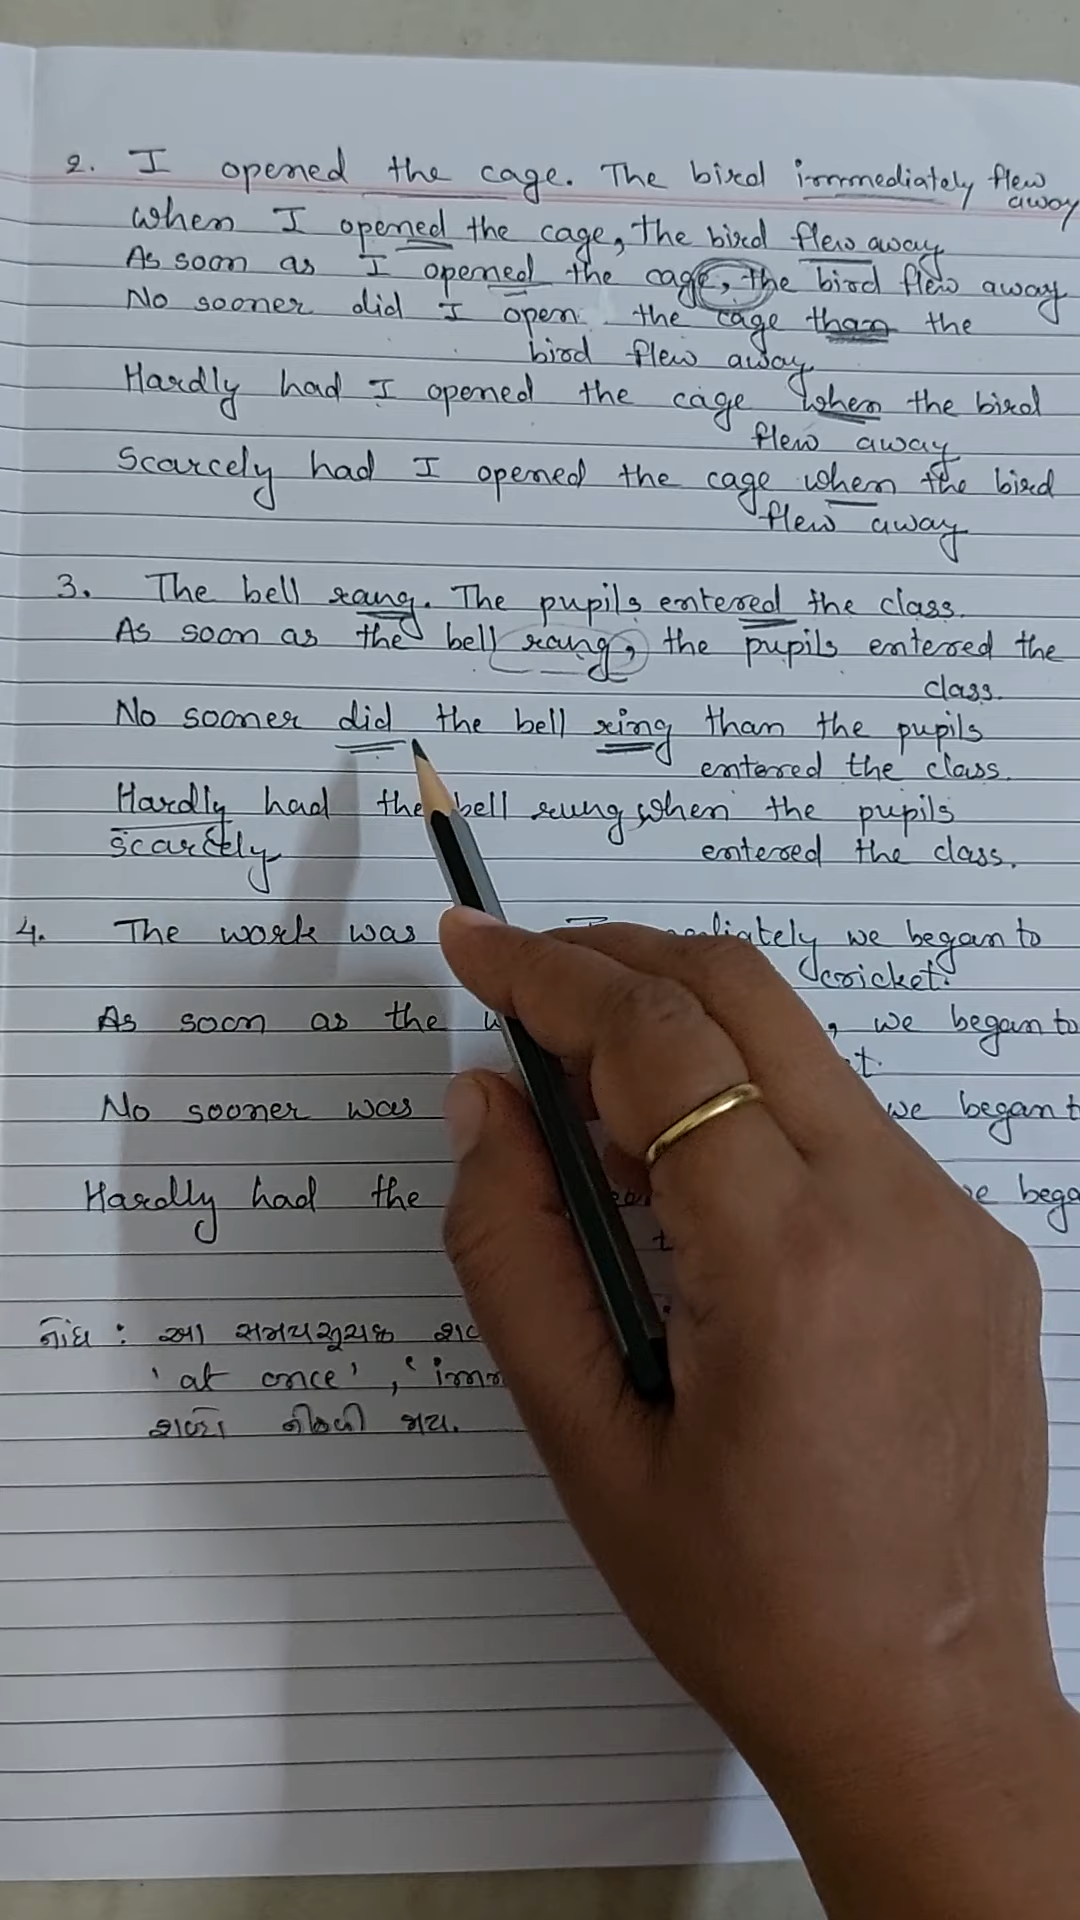 2. I opened the cage. The bird immediately flew
away
When I opened the cage, the bird flew away
As soon as I opened the cage, the bird flew away
No sooner did I open the cage than the
bird flew away
Hardly had I opened the cage when the bird
flew away
Scarcely had I opened the cage when the bird
flew away
3. The bell rang. The pupils entered the class.
As soon as the bell rang, the pupils entered the
class.
No sooner did the bell ring than the pupils
entered the class.
Hardly had the bell rung when the pupils
Scarcely entered the class.
4. The work was we began to
cricket.
As soon as the , we began to
No sooner was we began t
Hardly had the
નોંધ : આ સમયસૂચક
'at once', '
શબ્દો નીકળી જાય.